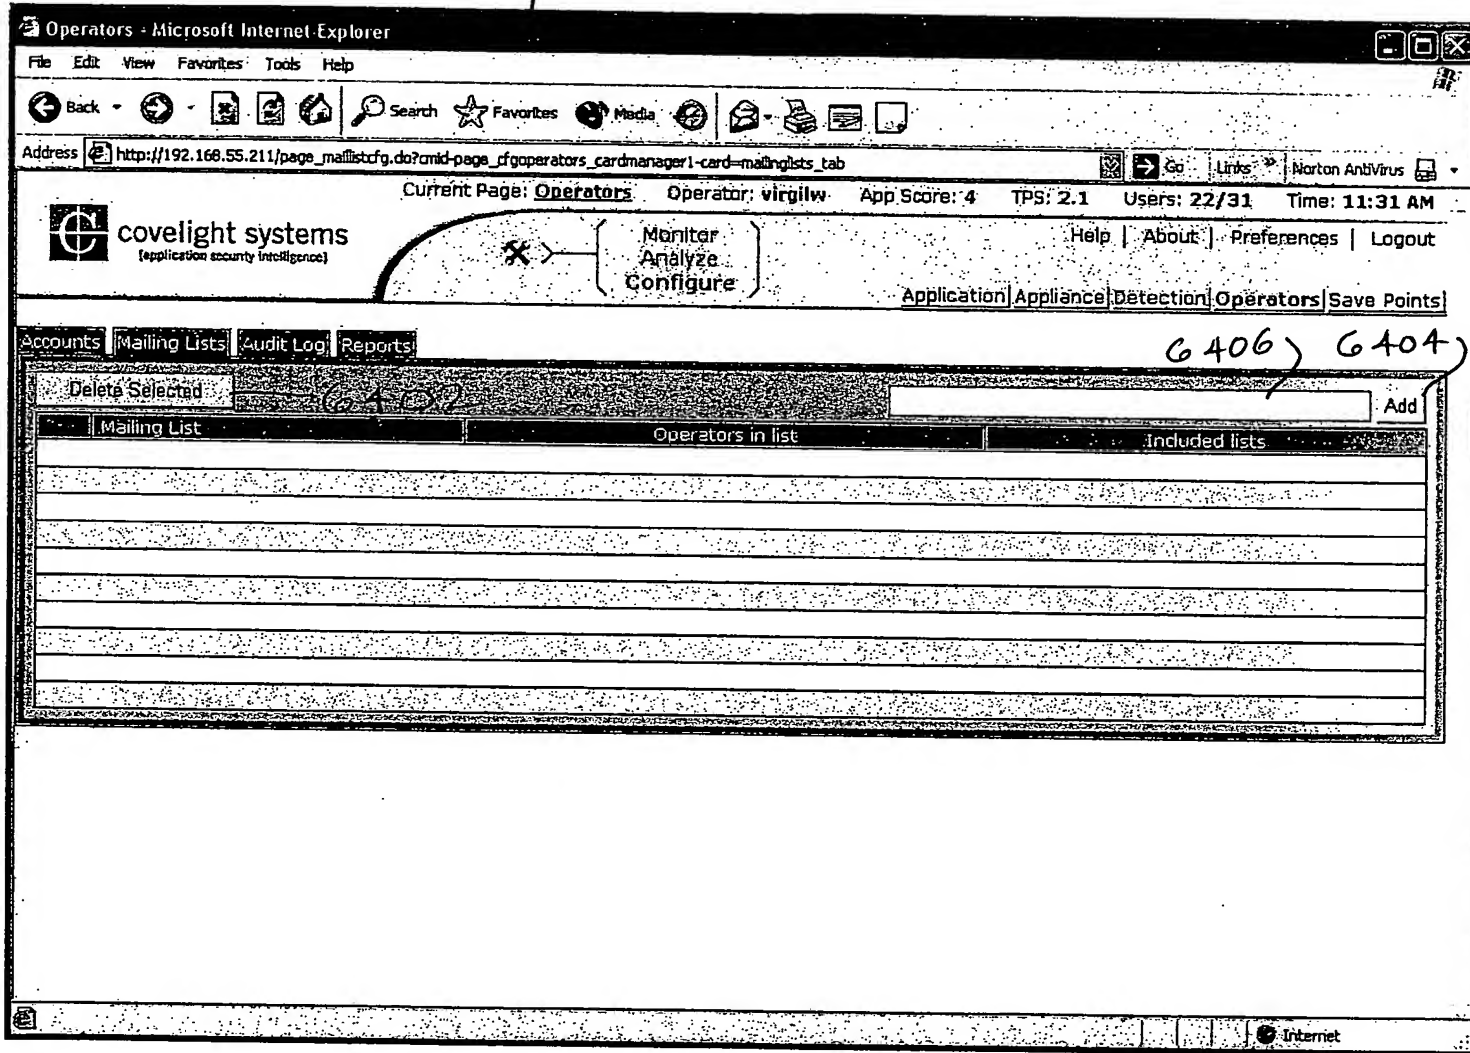 Operators - Microsoft Internet Explorer
File Edit View Favorites Tools Help
Back Search Favorites Media
Address http://192.168.55.211/page_maillistcfg.do?cmid-page_cfgoperators_cardmanager1-card=mailinglists_tab Go Links » Norton AntiVirus
Current Page: Operators Operator: virgilw App Score: 4 TPS: 2.1 Users: 22/31 Time: 11:31 AM
covelight systems
[application security intelligence]
Monitor
Analyze
Configure
Help | About | Preferences | Logout
Application | Appliance | Detection | Operators | Save Points
Accounts Mailing Lists Audit Log Reports
6406 6404
Delete Selected 6402 Add
Mailing List Operators in list Included lists
Internet